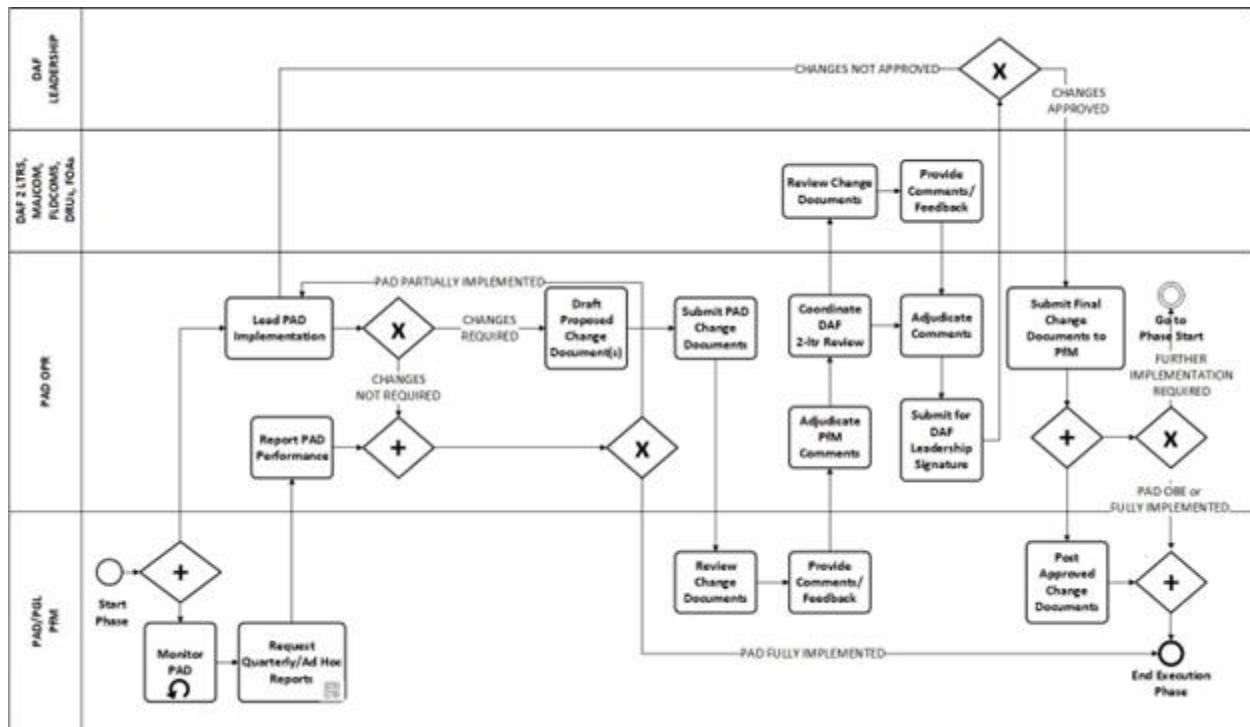 DAF
LEADERSHIP
CHANGES NOT APPROVED
X
CHANGES
APPROVED
DAF 2 LTRS,
MAJCOM,
FLDCOMS,
DRUs, FOAs
Review Change
Documents
Provide
Comments/
Feedback
PAD OPR
PAD PARTIALLY IMPLEMENTED
Lead PAD
Implementation
X
CHANGES
REQUIRED
Draft
Proposed
Change
Document(s)
Submit PAD
Change
Documents
Coordinate
DAF
2-ltr Review
Adjudicate
Comments
Submit Final
Change
Documents to
PfM
Go to
Phase Start
CHANGES
NOT REQUIRED
FURTHER
IMPLEMENTATION
REQUIRED
Report PAD
Performance
+
X
Adjudicate
PfM
Comments
Submit for
DAF
Leadership
Signature
+
X
PAD OBE or
FULLY IMPLEMENTED
PAD/PGL
PfM
Start
Phase
+
Review
Change
Documents
Provide
Comments/
Feedback
Post
Approved
Change
Documents
+
Monitor
PAD
Request
Quarterly/Ad Hoc
Reports
PAD FULLY IMPLEMENTED
End Execution
Phase